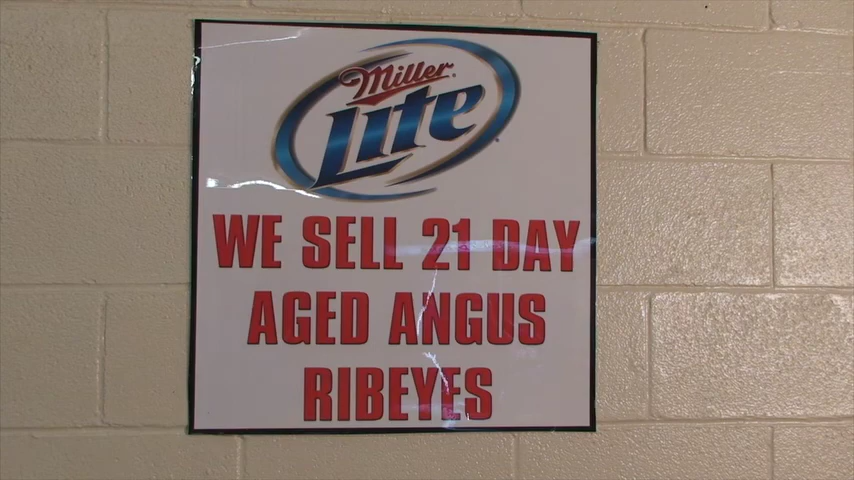 Miller
Lite
WE SELL 21 DAY
AGED ANGUS
RIBEYES